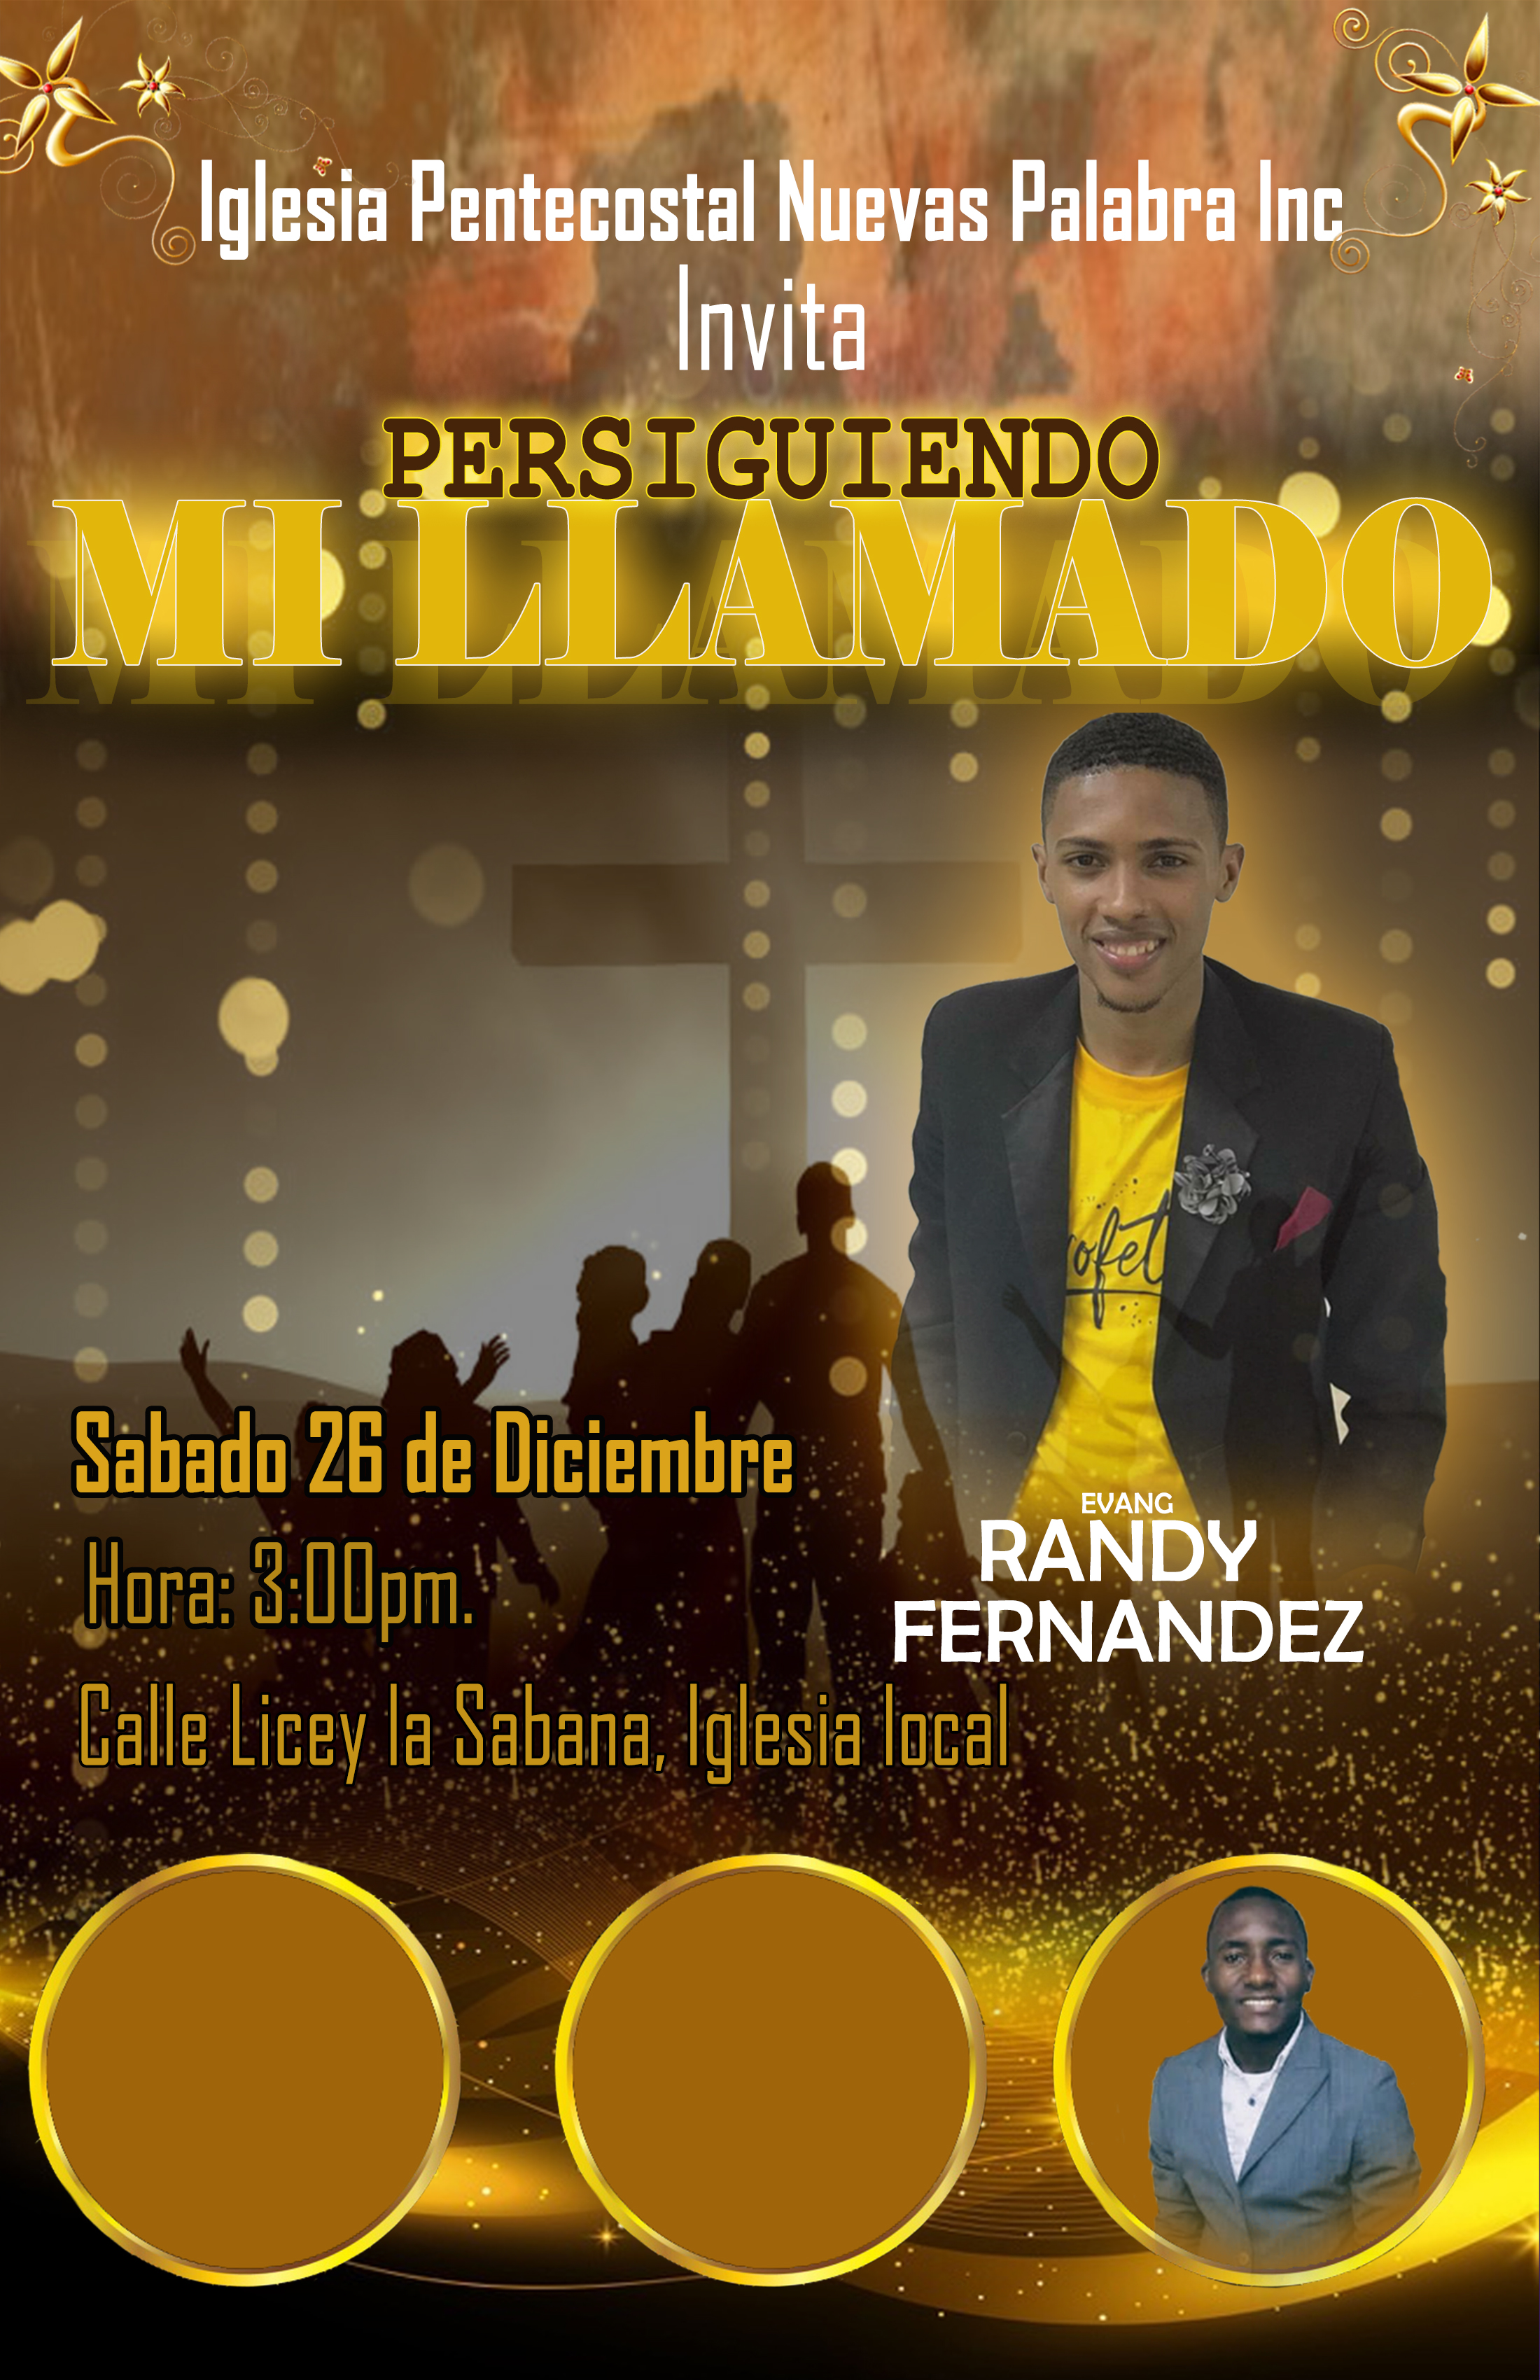 Iglesia Pentecostal Nuevas Palabra Inc
Invita
PERSIGUIENDO
MI LLAMADO
ofet
Sabado 26 de Diciembre
Hora: 3:00pm.
Calle Licey la Sabana, Iglesia local
EVANG
RANDY
FERNANDEZ